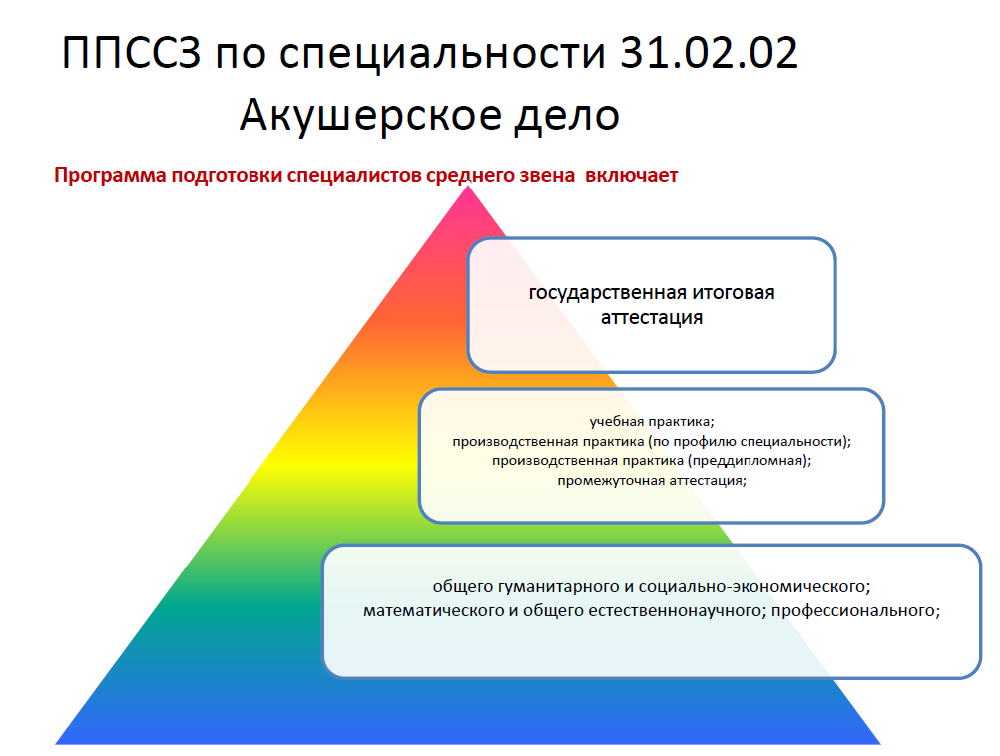 ППССЗ по специальности 31.02.02
Акушерское дело
Программа подготовки специалистов среднего звена включает
государственная итоговая
аттестация
учебная практика;
производственная практика (по профилю специальности);
производственная практика (преддипломная);
промежуточная аттестация;
общего гуманитарного и социально-экономического;
математического и общего естественнонаучного; профессионального;